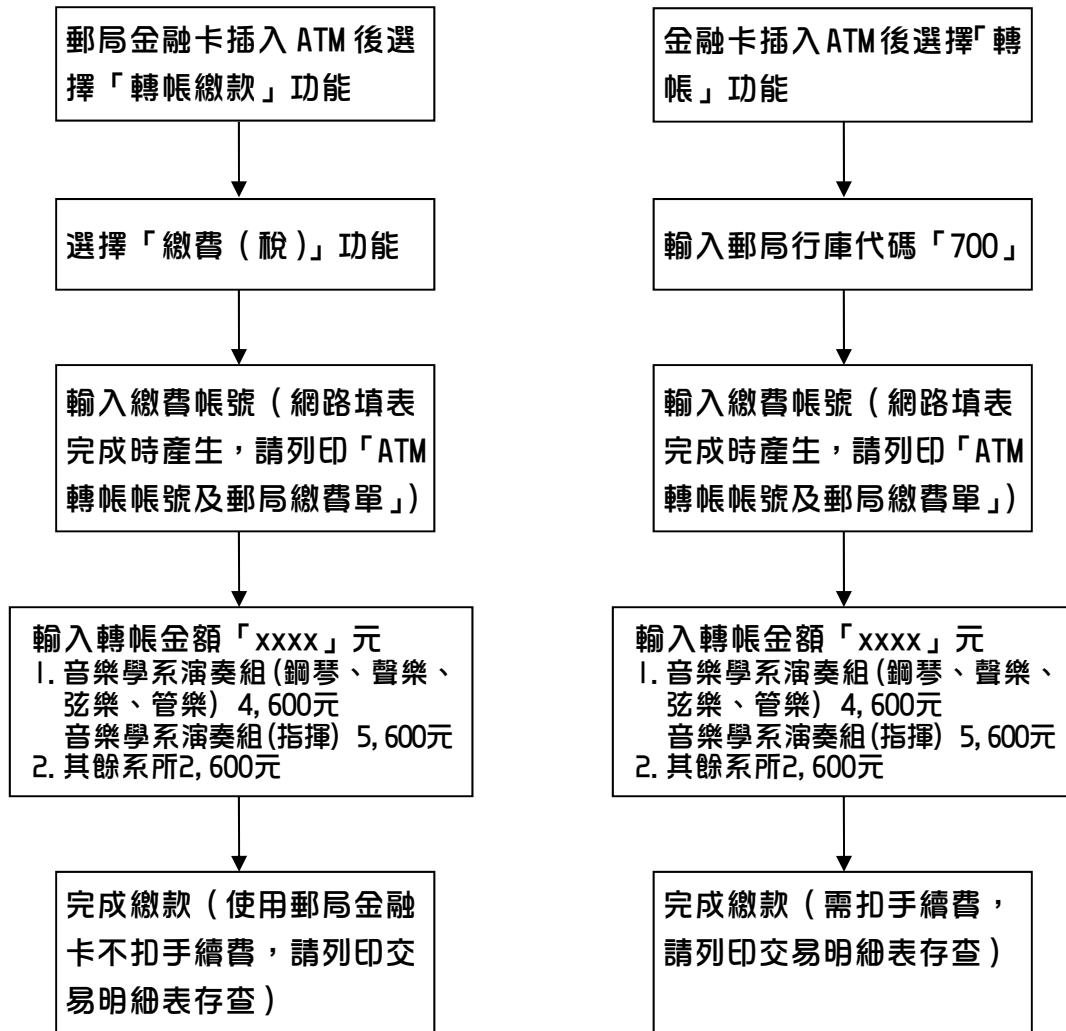 郵局金融卡插入 ATM 後選
擇「轉帳繳款」功能
選擇「繳費（稅）」功能
輸入繳費帳號（網路填表
完成時產生，請列印「ATM
轉帳帳號及郵局繳費單」）
輸入轉帳金額「xxxx」元
1. 音樂學系演奏組(鋼琴、聲樂、
弦樂、管樂) 4,600元
音樂學系演奏組(指揮) 5,600元
2. 其餘系所2,600元
完成繳款（使用郵局金融
卡不扣手續費，請列印交
易明細表存查）
金融卡插入 ATM 後選擇「轉
帳」功能
輸入郵局行庫代碼「700」
輸入繳費帳號（網路填表
完成時產生，請列印「ATM
轉帳帳號及郵局繳費單」）
輸入轉帳金額「xxxx」元
1. 音樂學系演奏組(鋼琴、聲樂、
弦樂、管樂) 4,600元
音樂學系演奏組(指揮) 5,600元
2. 其餘系所2,600元
完成繳款（需扣手續費，
請列印交易明細表存查）